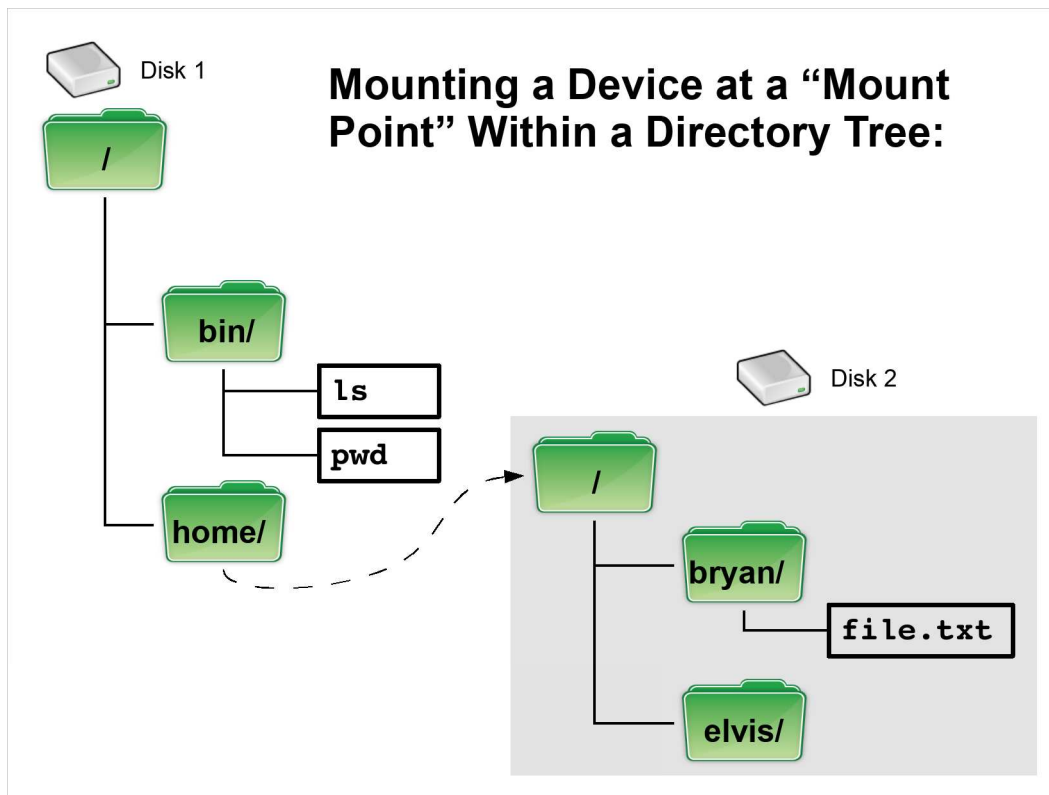 Disk 1
Mounting a Device at a “Mount
Point” Within a Directory Tree:
/
bin/
ls
pwd
home/
Disk 2
/
bryan/
file.txt
elvis/